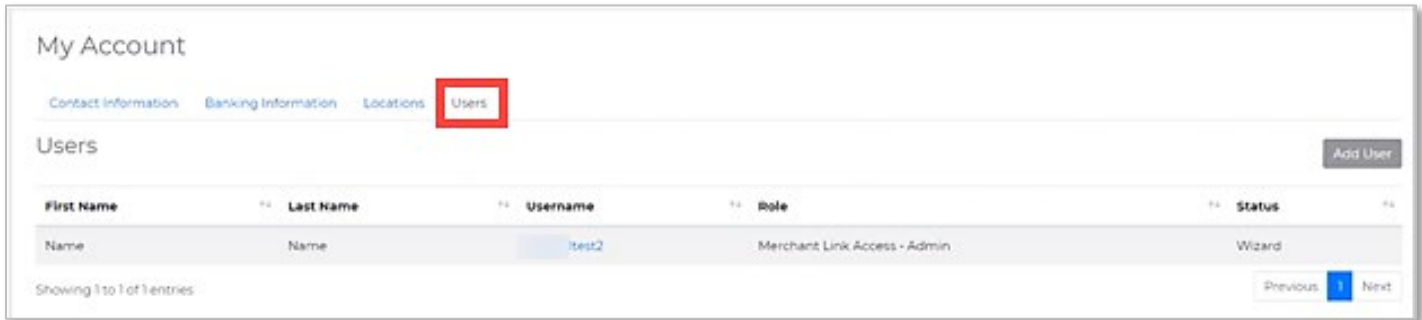 My Account
Contact Information Banking Information Locations Users
Users
Add User
First Name Last Name Username Role Status
Name Name ltest2 Merchant Link Access - Admin Wizard
Showing 1 to 1 of 1 entries
Previous 1 Next